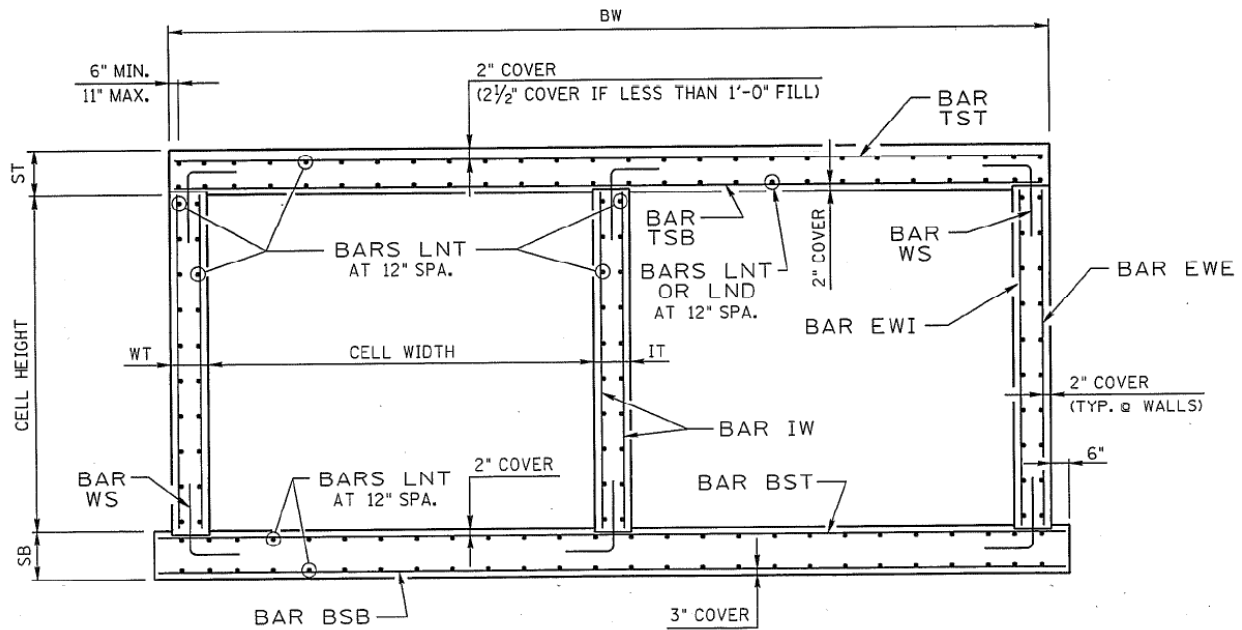 BW
6" MIN.
11" MAX.
2" COVER
(2½" COVER IF LESS THAN 1'-0" FILL)
BAR
TST
ST
BARS LNT
AT 12" SPA.
BAR
TSB
BARS LNT
OR LND
AT 12" SPA.
2" COVER
BAR
WS
BAR EWE
BAR EWI
CELL HEIGHT
WT
CELL WIDTH
IT
2" COVER
(TYP. @ WALLS)
BAR IW
BAR
WS
BARS LNT
AT 12" SPA.
2" COVER
BAR BST
6"
SB
BAR BSB
3" COVER